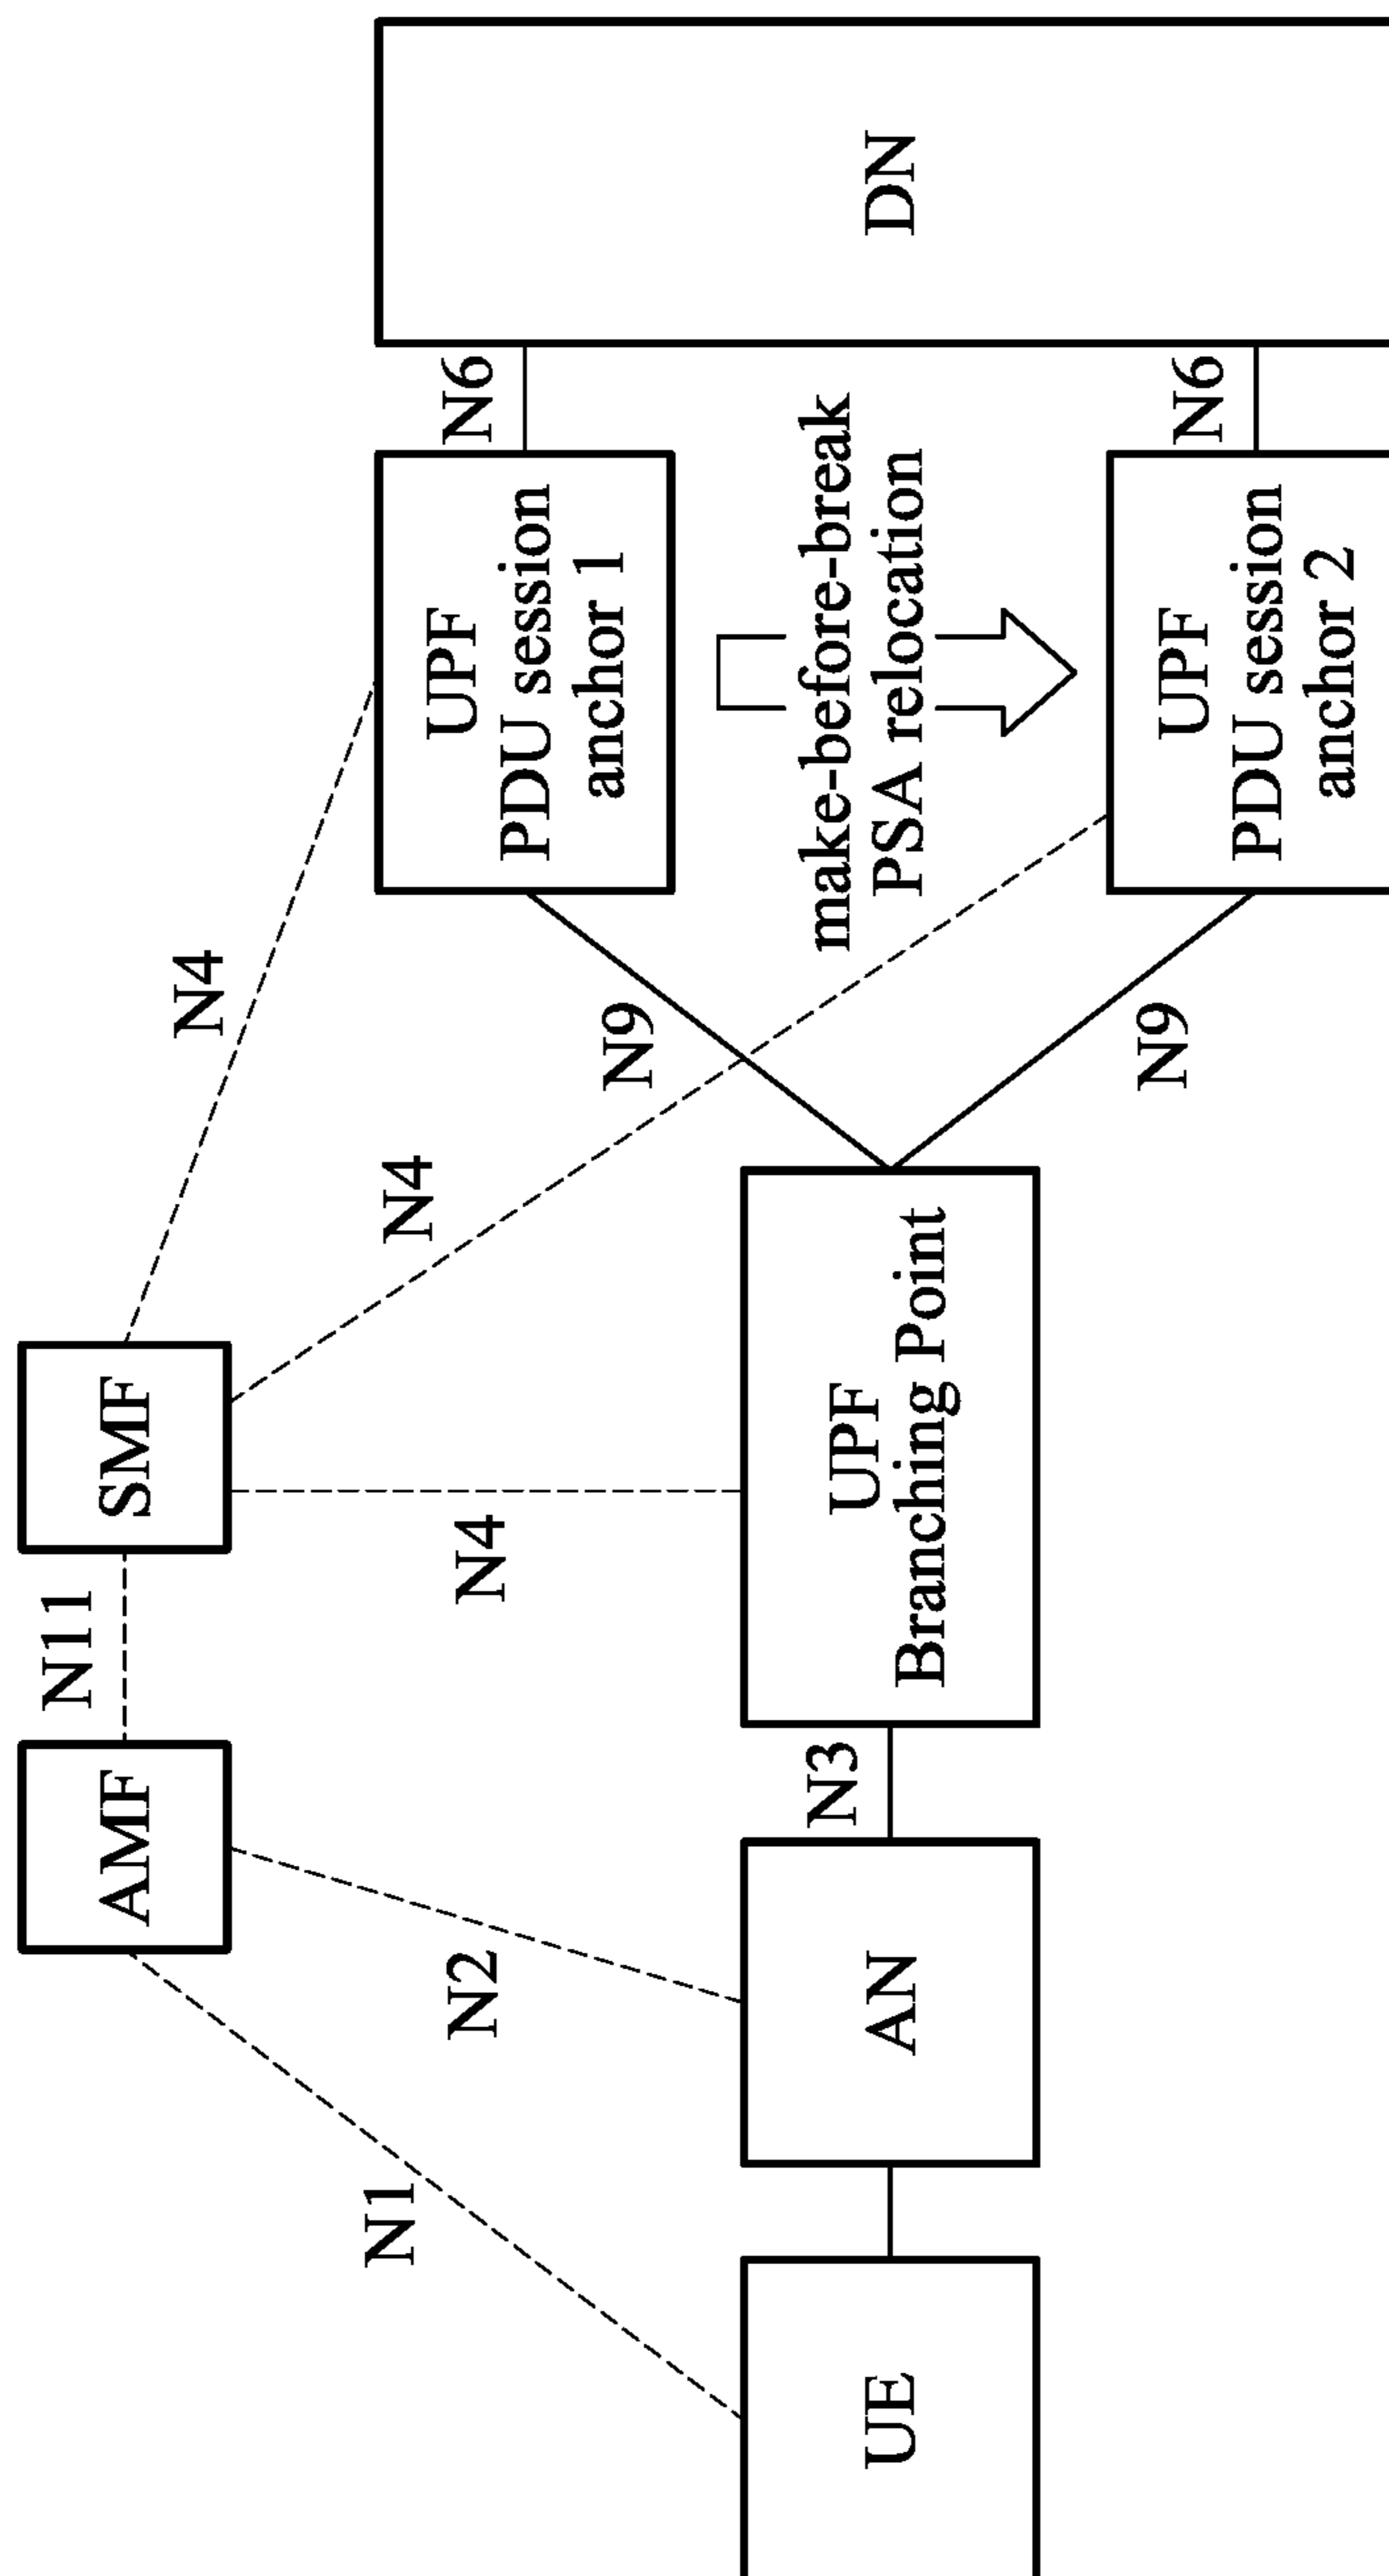 AMF
N11
SMF
N4
N1
N2
N4
N4
UPF
PDU session
anchor 1
N6
N9
make-before-break
PSA relocation
UE
AN
N3
UPF
Branching Point
DN
N9
UPF
PDU session
anchor 2
N6